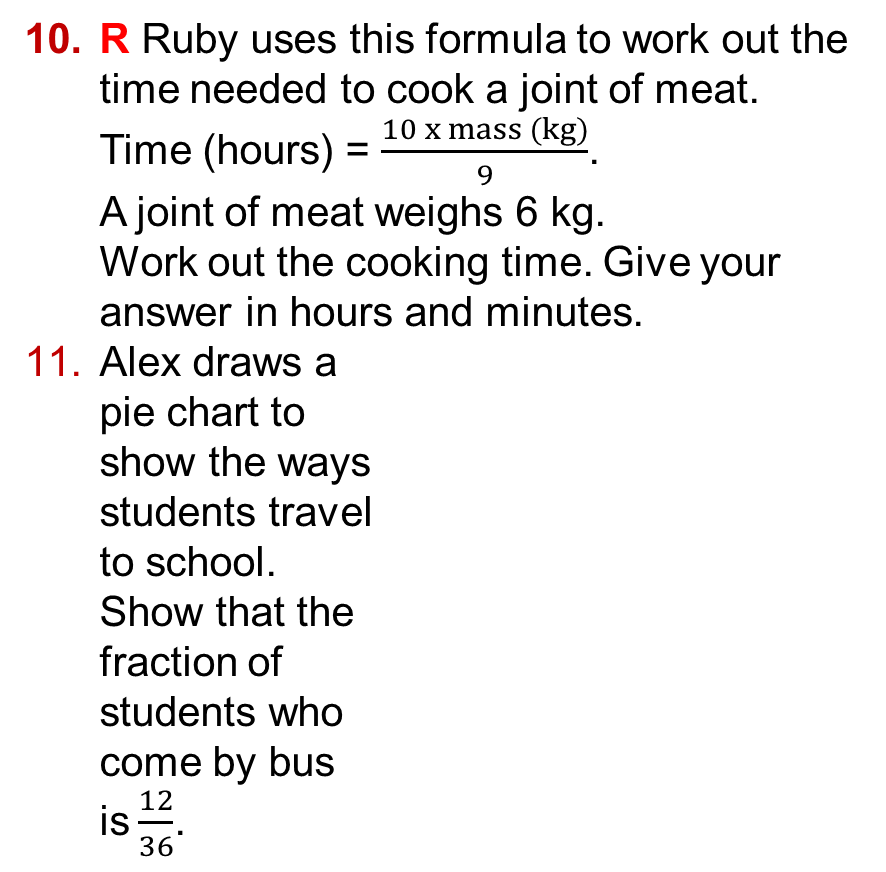 10. R Ruby uses this formula to work out the
time needed to cook a joint of meat.
Time (hours) = \frac{10 x mass (kg)}{9}.
A joint of meat weighs 6 kg.
Work out the cooking time. Give your
answer in hours and minutes.
11. Alex draws a
pie chart to
show the ways
students travel
to school.
Show that the
fraction of
students who
come by bus
is \frac{12}{36}.